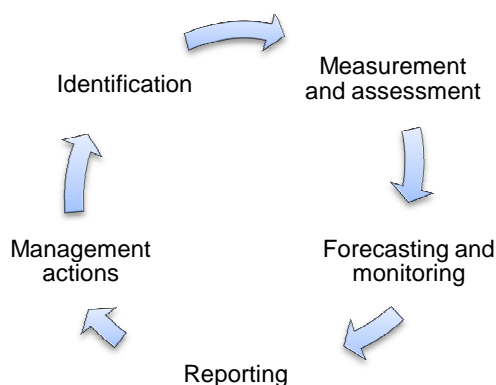 Identification
Measurement
and assessment
Forecasting and
monitoring
Reporting
Management
actions